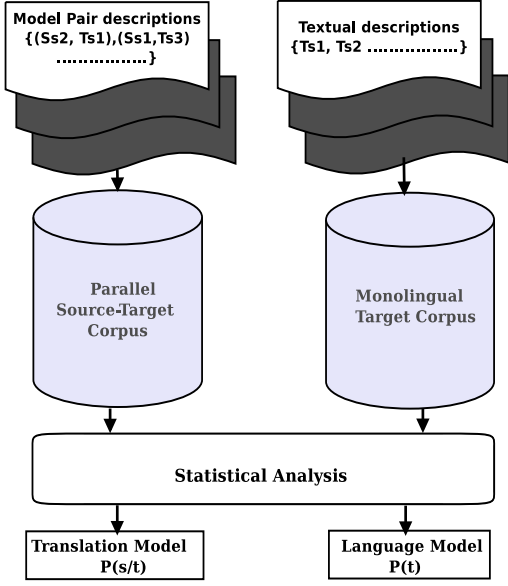 Model Pair descriptions
{(Ss2, Ts1),(Ss1,Ts3)
..................}
Textual descriptions
{Ts1, Ts2 ..................}
Parallel
Source-Target
Corpus
Monolingual
Target Corpus
Statistical Analysis
Translation Model
P(s/t)
Language Model
P(t)